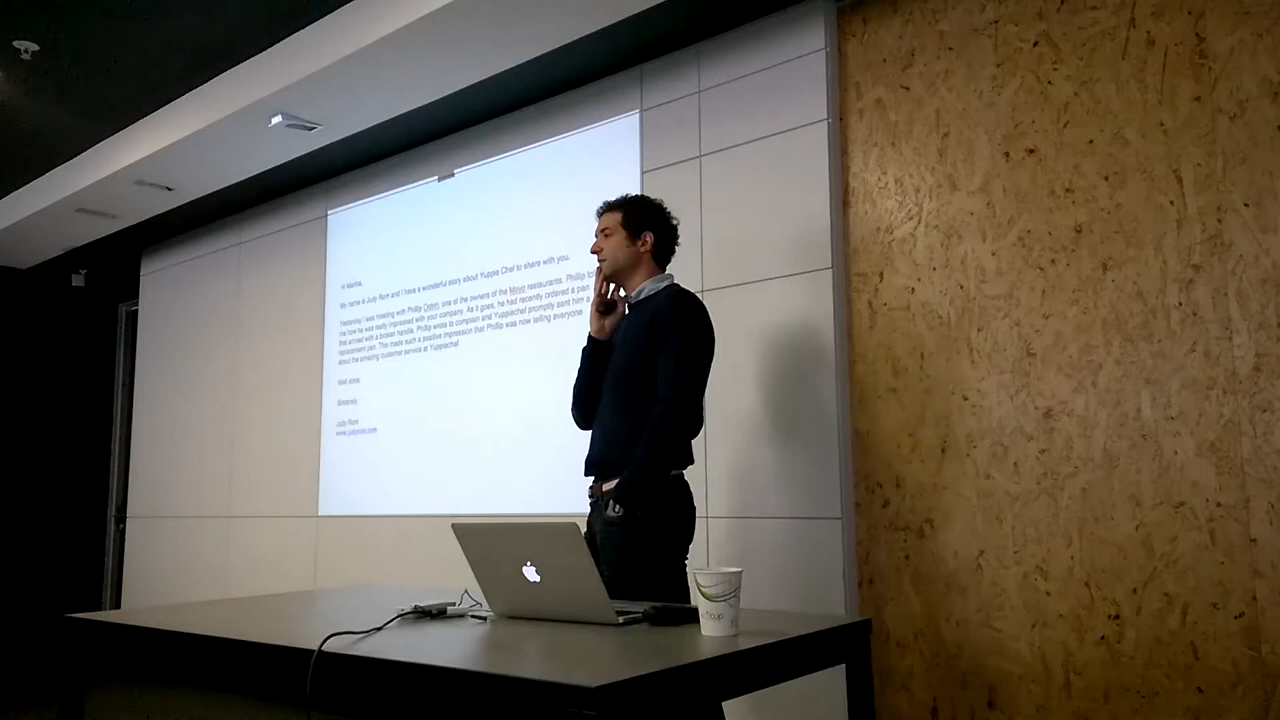 Hi Katrina,
My name is Judy Rom and I have a wonderful story about Yuppie Chef to share with you.
Yesterday I was meeting with Phillip one of the owners of the Moyo restaurants. Phillip told
me how he was really impressed with your company. As it goes, he had recently ordered a pan
that arrived with a broken handle. Phillip wrote to complain and Yuppiechef promptly sent him a
replacement pan. This made such a positive impression that Phillip was now telling everyone
about the amazing customer service at Yuppiechef
Well done,
Sincerely,
Judy Rom
www.judyrom.com